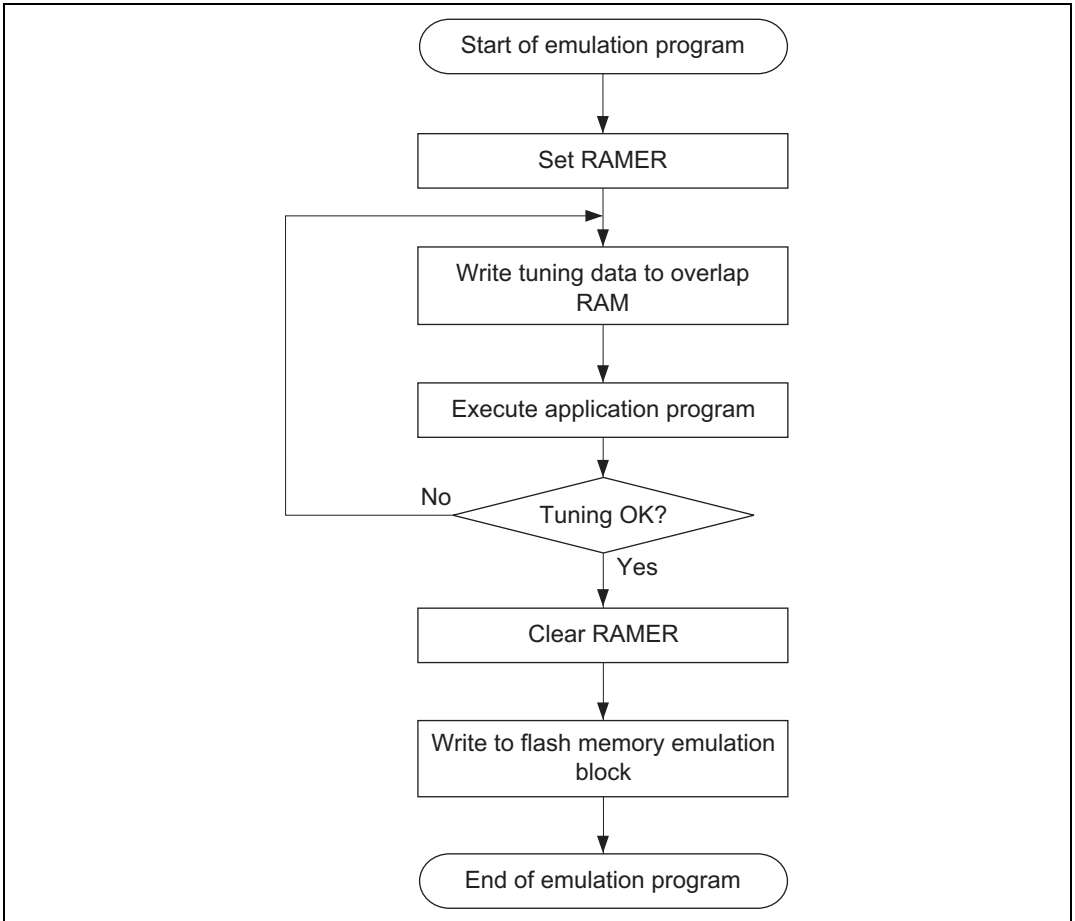 Start of emulation program
Set RAMER
Write tuning data to overlap
RAM
Execute application program
No
Tuning OK?
Yes
Clear RAMER
Write to flash memory emulation
block
End of emulation program